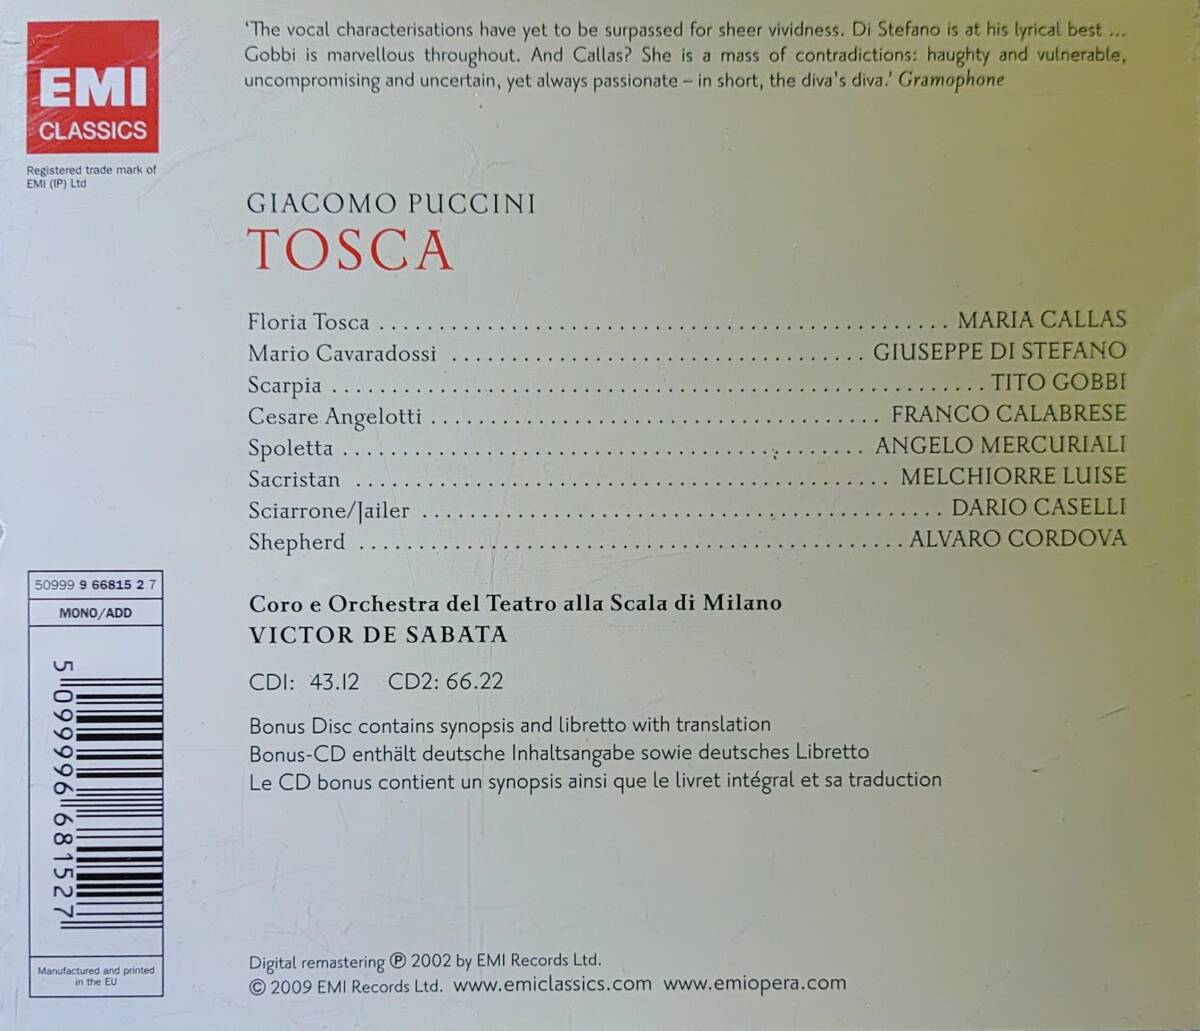 'The vocal characterisations have yet to be surpassed for sheer vividness. Di Stefano is at his lyrical best ...
Gobbi is marvellous throughout. And Callas? She is a mass of contradictions: haughty and vulnerable,
uncompromising and uncertain, yet always passionate – in short, the diva's diva.' Gramophone
EMI
CLASSICS
Registered trade mark of
EMI (IP) Ltd
GIACOMO PUCCINI
TOSCA
Floria Tosca ................................................ MARIA CALLAS
Mario Cavaradossi ................................... GIUSEPPE DI STEFANO
Scarpia ....................................................... TITO GOBBI
Cesare Angelotti ...................................... FRANCO CALABRESE
Spoletta ............................................ ANGELO MERCURIALI
Sacristan ............................................. MELCHIORRE LUISE
Sciarrone/Jailer ............................................ DARIO CASELLI
Shepherd .............................................. ALVARO CORDOVA
Coro e Orchestra del Teatro alla Scala di Milano
VICTOR DE SABATA
CD1: 43.12 CD2: 66.22
Bonus Disc contains synopsis and libretto with translation
Bonus-CD enthält deutsche Inhaltsangabe sowie deutsches Libretto
Le CD bonus contient un synopsis ainsi que le livret intégral et sa traduction
50999 9 66815 2 7
MONO/ADD
5 099996 681527
Manufactured and printed
in the EU
Digital remastering ℗ 2002 by EMI Records Ltd.
© 2009 EMI Records Ltd. www.emiclassics.com www.emiopera.com